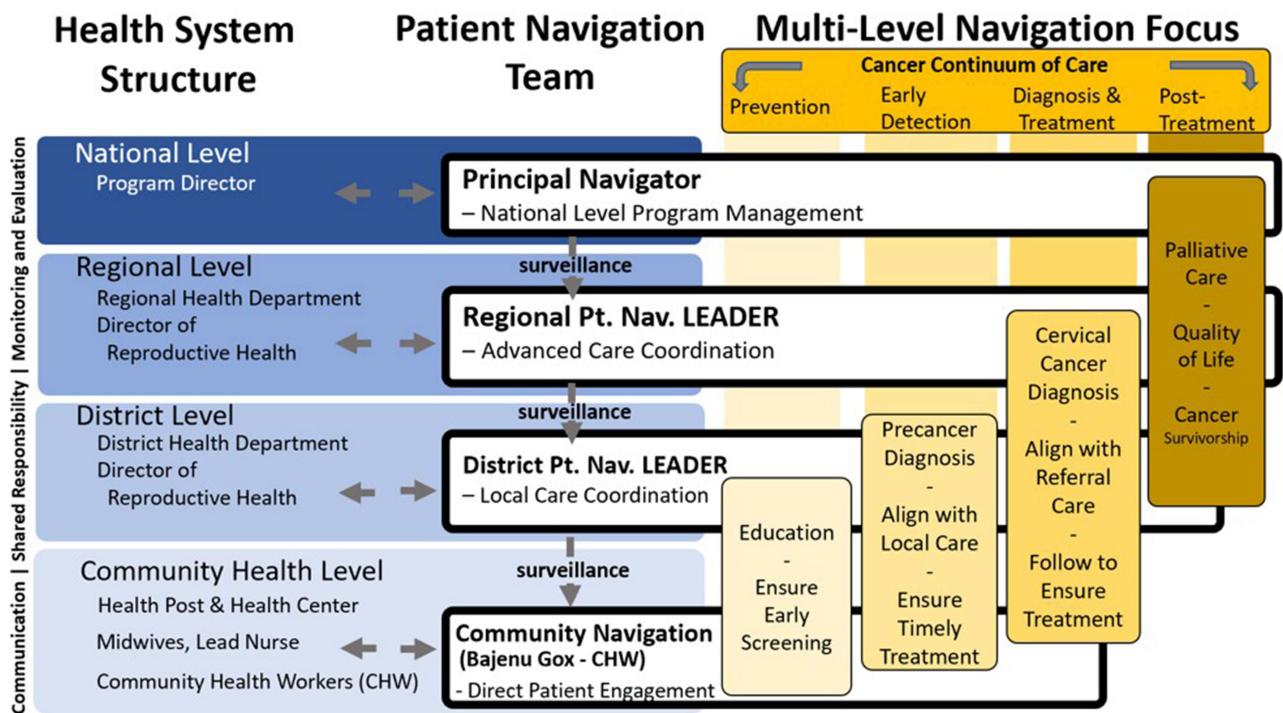 Health System
Structure
Patient Navigation
Team
Multi-Level Navigation Focus
Cancer Continuum of Care
Prevention
Early
Detection
Diagnosis &
Treatment
Post-
Treatment
Communication | Shared Responsibility | Monitoring and Evaluation
National Level
Program Director
Principal Navigator
– National Level Program Management
surveillance
Regional Level
Regional Health Department
Director of
Reproductive Health
Regional Pt. Nav. LEADER
– Advanced Care Coordination
surveillance
District Level
District Health Department
Director of
Reproductive Health
District Pt. Nav. LEADER
– Local Care Coordination
surveillance
Community Health Level
Health Post & Health Center
Midwives, Lead Nurse
Community Health Workers (CHW)
Community Navigation
(Bajenu Gox - CHW)
- Direct Patient Engagement
Education
-
Ensure
Early
Screening
Precancer
Diagnosis
-
Align with
Local Care
-
Ensure
Timely
Treatment
Cervical
Cancer
Diagnosis
-
Align with
Referral
Care
-
Follow to
Ensure
Treatment
Palliative
Care
-
Quality
of Life
-
Cancer
Survivorship